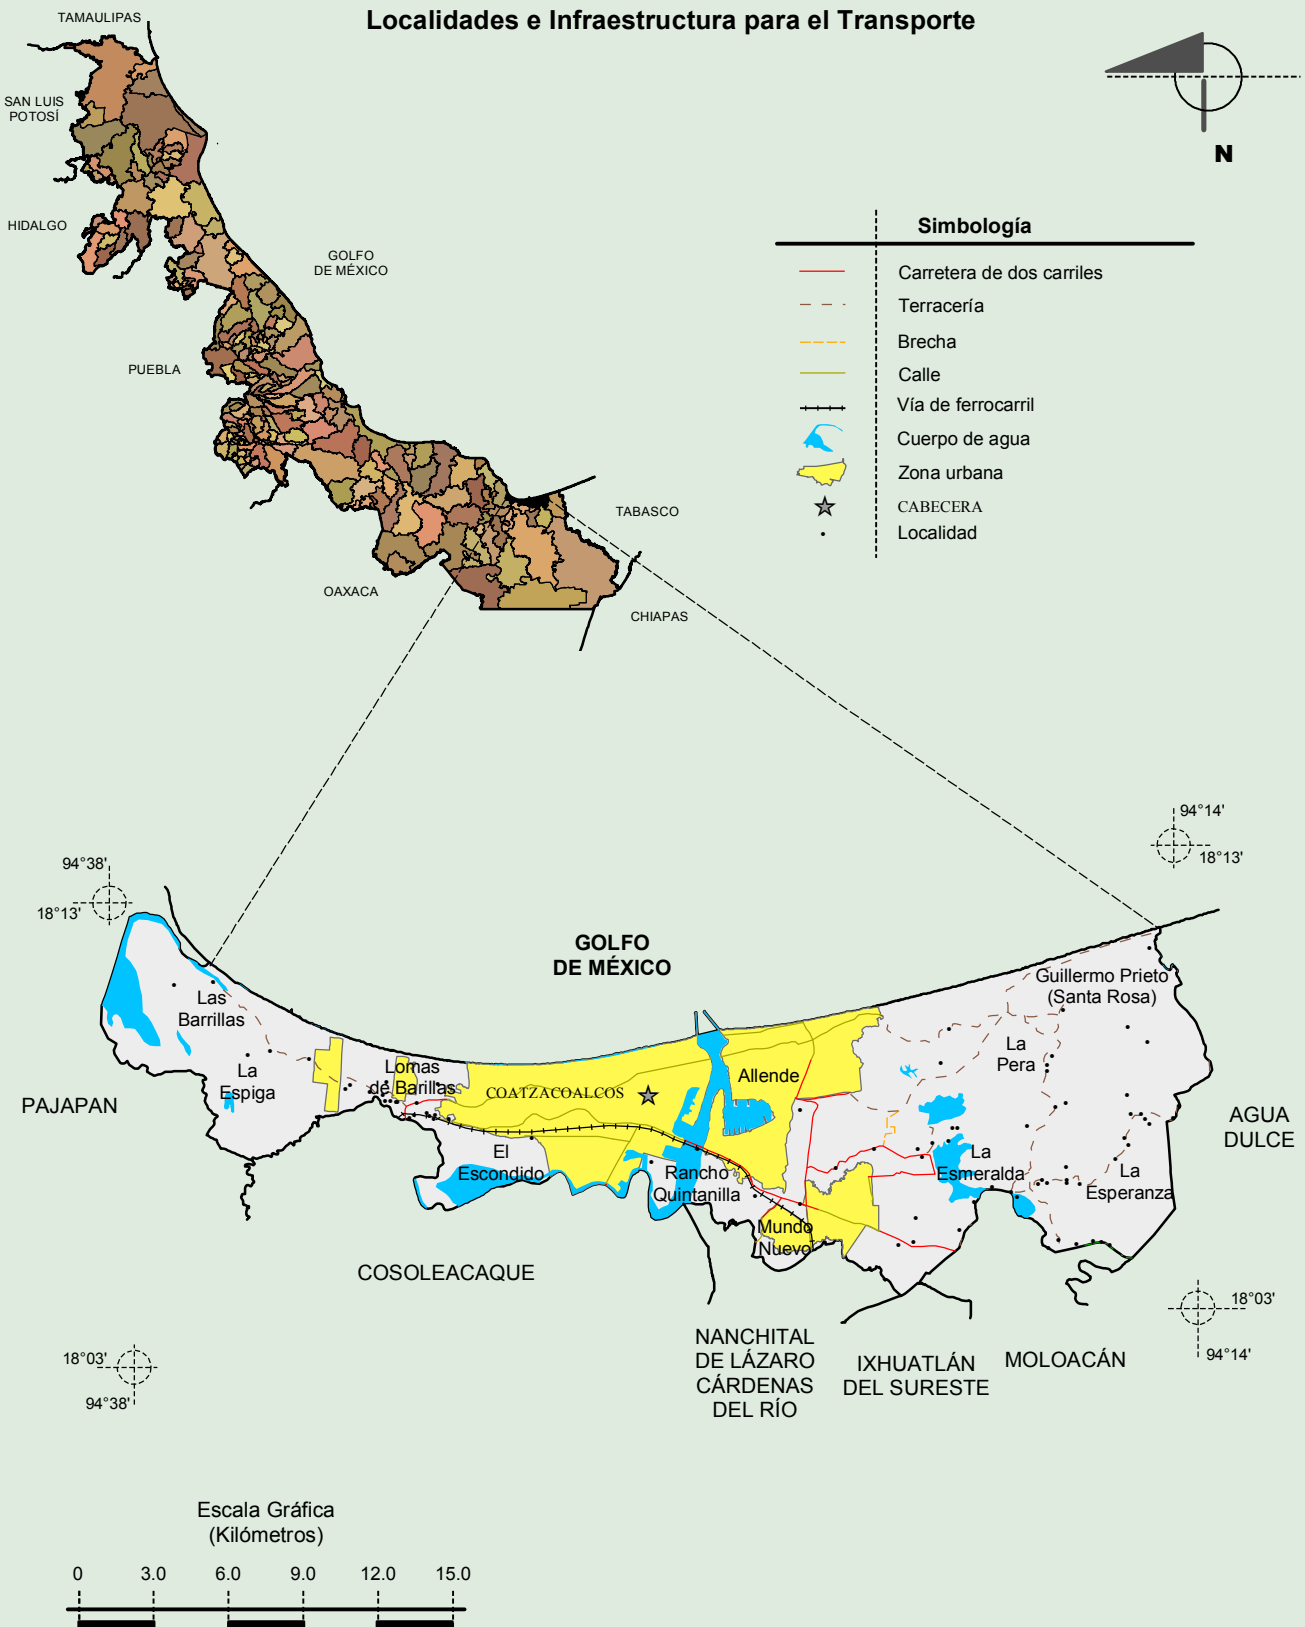 Localidades e Infraestructura para el Transporte
TAMAULIPAS
SAN LUIS
POTOSÍ
HIDALGO
GOLFO
DE MÉXICO
PUEBLA
TABASCO
OAXACA
CHIAPAS
N
Simbología
Carretera de dos carriles
Terracería
Brecha
Calle
Vía de ferrocarril
Cuerpo de agua
Zona urbana
CABECERA
Localidad
94°14'
18°13'
94°38'
18°13'
GOLFO
DE MÉXICO
Guillermo Prieto
(Santa Rosa)
Las
Barrillas
La
Espiga
Lomas
de Barillas
COATZACOALCOS
Allende
La
Pera
PAJAPAN
AGUA
DULCE
El
Escondido
Rancho
Quintanilla
La
Esmeralda
La
Esperanza
Mundo
Nuevo
COSOLEACAQUE
NANCHITAL
DE LÁZARO
CÁRDENAS
DEL RÍO
IXHUATLÁN
DEL SURESTE
MOLOACÁN
18°03'
94°14'
18°03'
94°38'
Escala Gráfica
(Kilómetros)
0 3.0 6.0 9.0 12.0 15.0